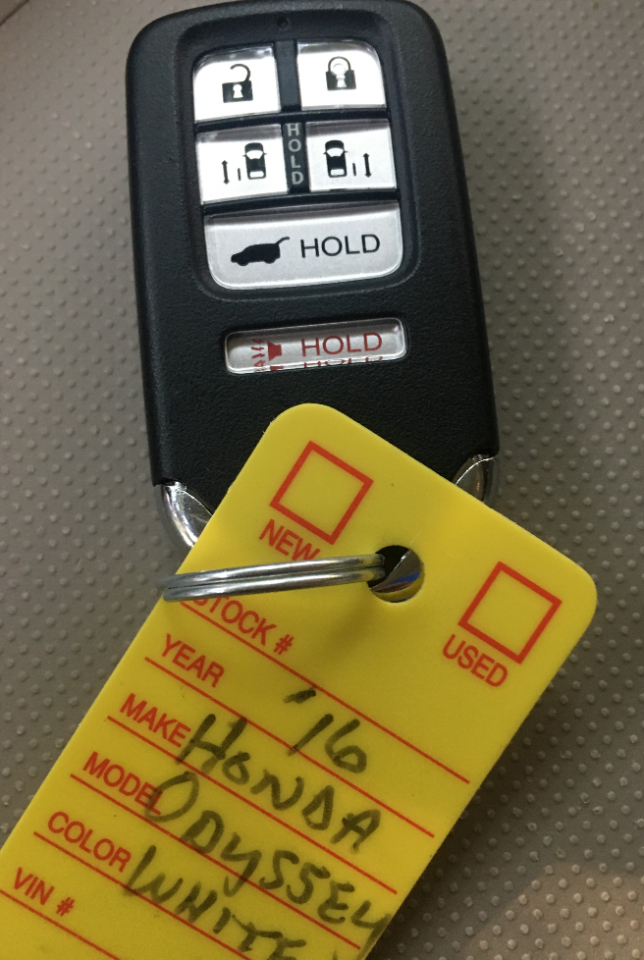 HOLD
HOLD
HOLD
NEW
USED
STOCK #
YEAR '16
MAKE HONDA
MODEL ODYSSEY
COLOR WHITE
VIN #